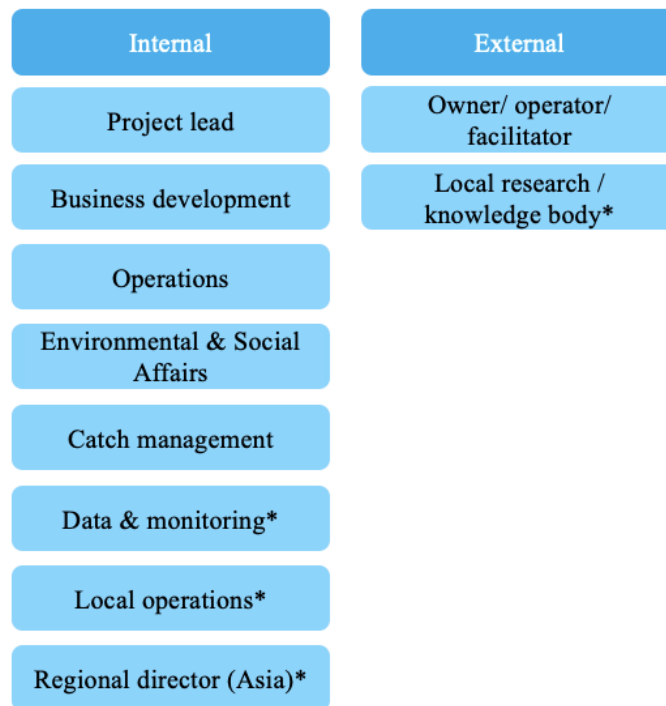 Internal
Project lead
Business development
Operations
Environmental & Social
Affairs
Catch management
Data & monitoring*
Local operations*
Regional director (Asia)*
External
Owner/ operator/
facilitator
Local research /
knowledge body*